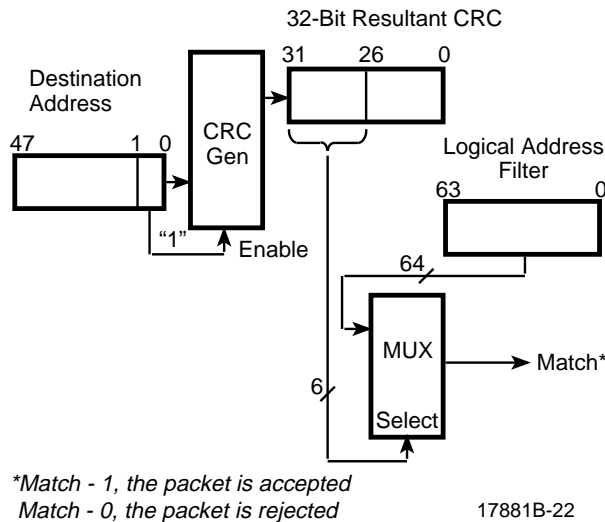 32-Bit Resultant CRC
31 26 0
Destination
Address
47 1 0
CRC
Gen
Logical Address
Filter
63 0
"1"
Enable
64
MUX
Match*
6
Select
*Match - 1, the packet is accepted
Match - 0, the packet is rejected
17881B-22